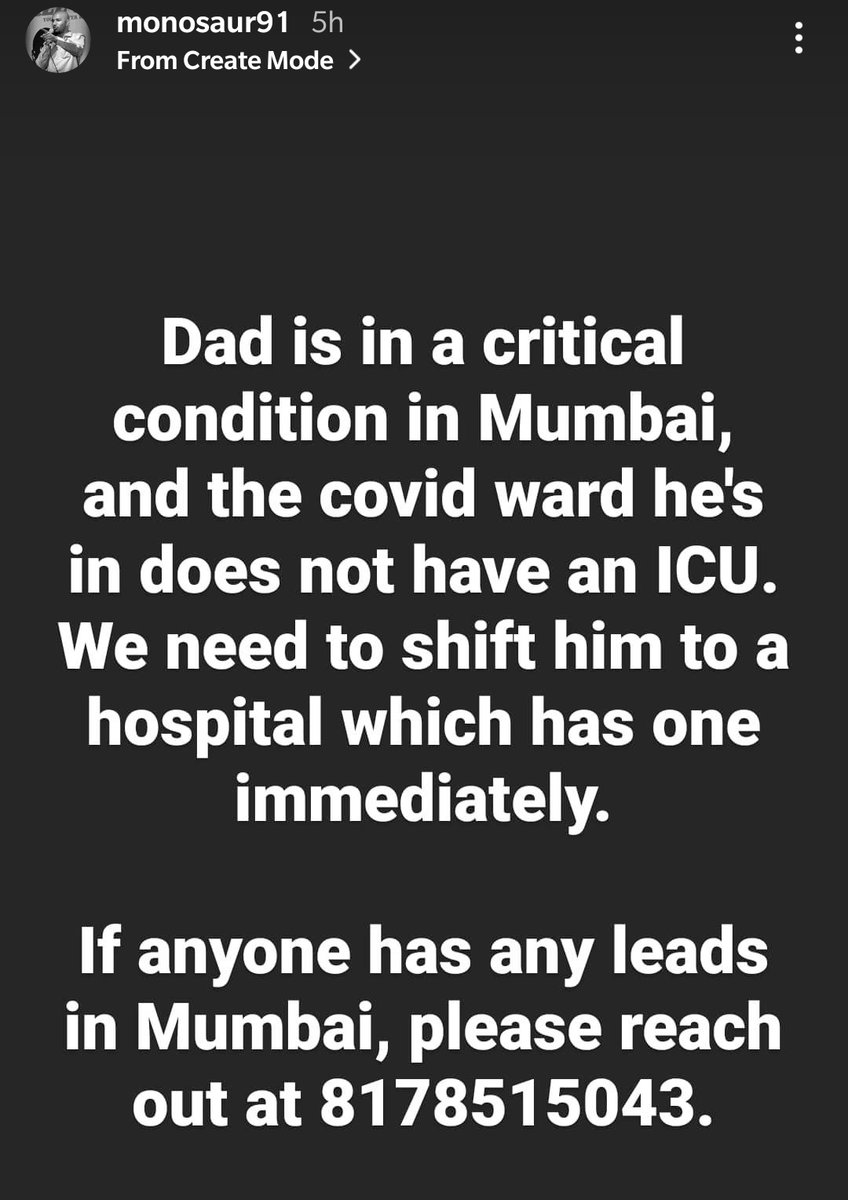 monosaur91 5h
From Create Mode >
Dad is in a critical
condition in Mumbai,
and the covid ward he's
in does not have an ICU.
We need to shift him to a
hospital which has one
immediately.
If anyone has any leads
in Mumbai, please reach
out at 8178515043.